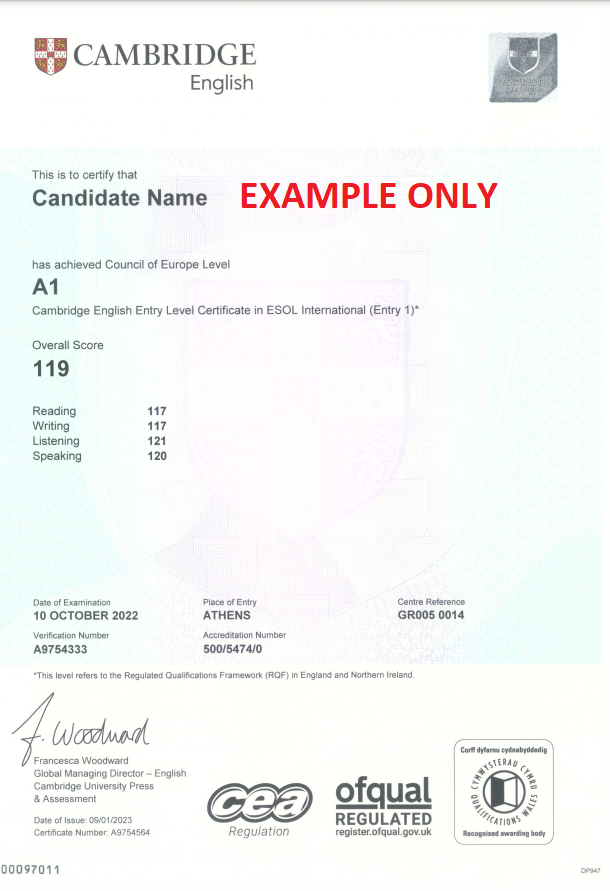 CAMBRIDGE
English
This is to certify that
Candidate Name EXAMPLE ONLY
has achieved Council of Europe Level
A1
Cambridge English Entry Level Certificate in ESOL International (Entry 1)*
Overall Score
119
Reading 117
Writing 117
Listening 121
Speaking 120
Date of Examination Place of Entry Centre Reference
10 OCTOBER 2022 ATHENS GR005 0014
Verification Number Accreditation Number
A9754333 500/5474/0
*This level refers to the Regulated Qualifications Framework (RQF) in England and Northern Ireland.
F. Woodward
Francesca Woodward
Global Managing Director – English
Cambridge University Press
& Assessment
Date of Issue: 09/01/2023
Certificate Number: A9754564
cea
Regulation
ofqual
REGULATED
register.ofqual.gov.uk
Corff dyfarnu cydnabyddedig
CYMWYSTERAU CYMRU
QUALIFICATIONS WALES
Recognised awarding body
00097011
DP947